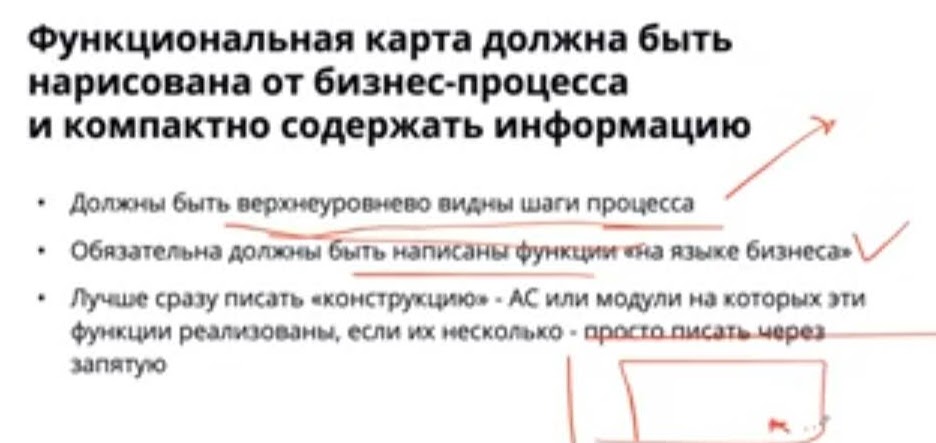 Функциональная карта должна быть
нарисована от бизнес-процесса
и компактно содержать информацию
• Должны быть верхнеуровнево видны шаги процесса
• Обязательна должны быть написаны функции «на языке бизнеса»
• Лучше сразу писать «конструкцию» - АС или модули на которых эти
функции реализованы, если их несколько - просто писать через
запятую